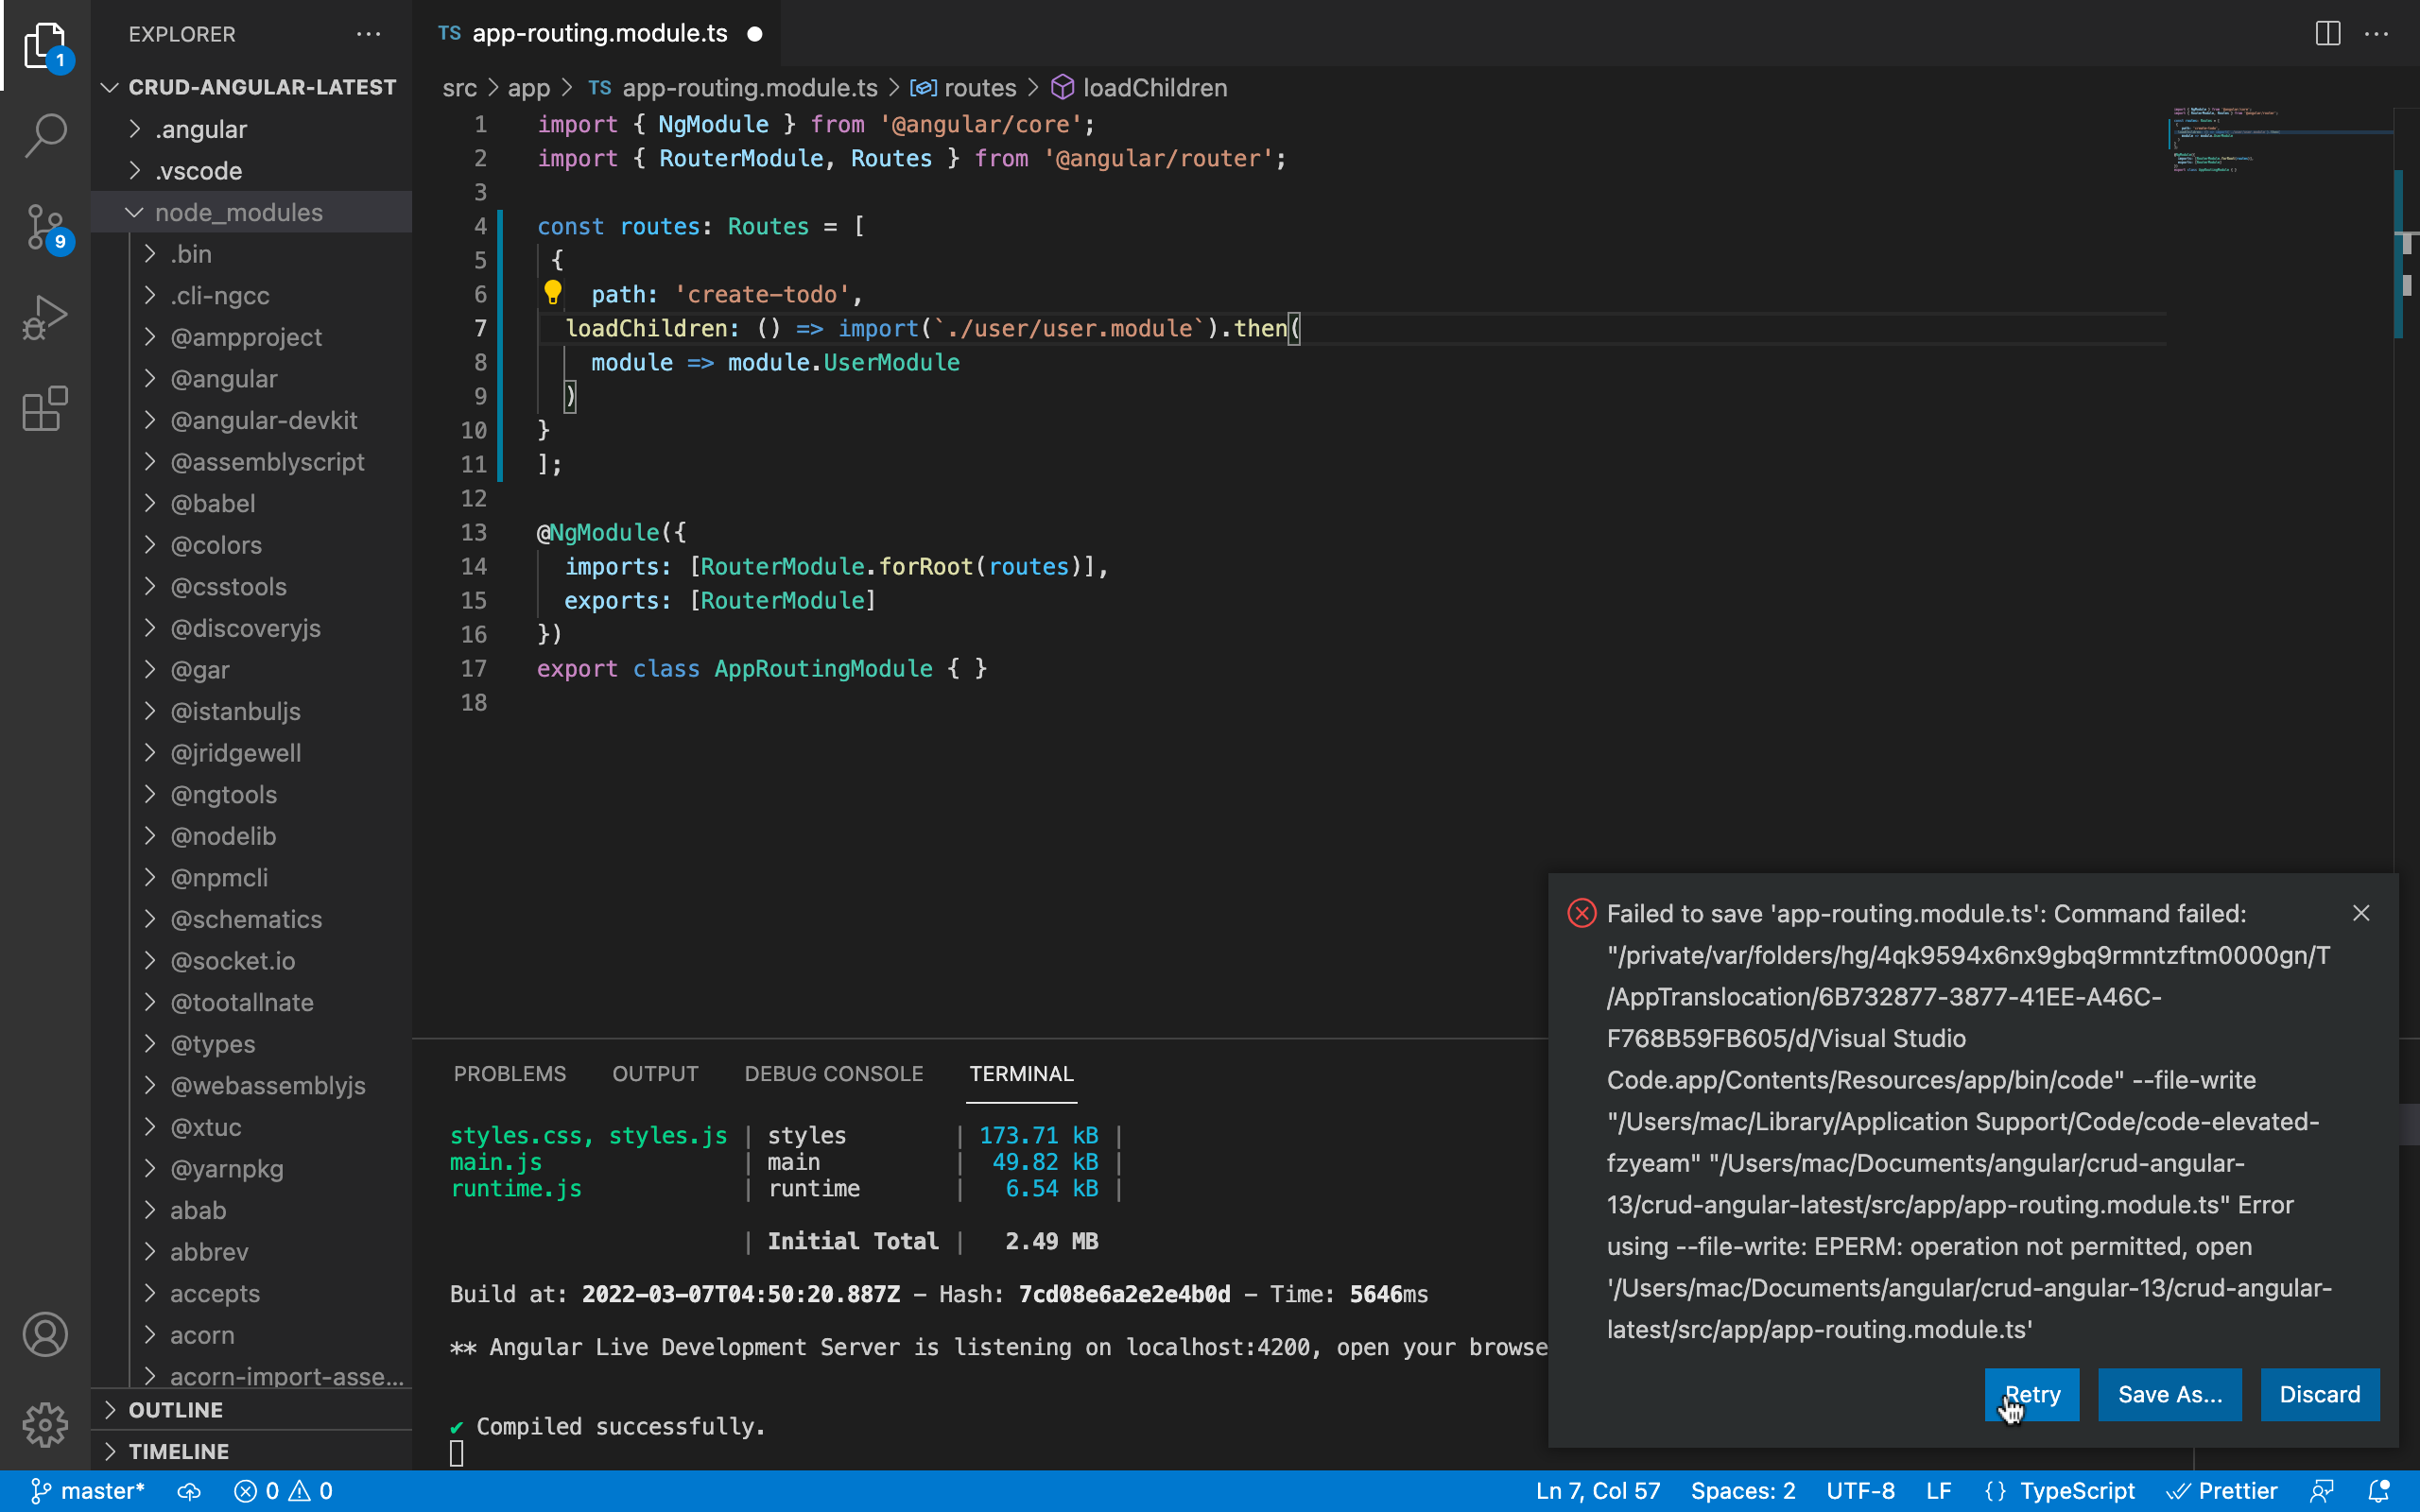 EXPLORER
CRUD-ANGULAR-LATEST
.angular
.vscode
node_modules
.bin
.cli-ngcc
@ampproject
@angular
@angular-devkit
@assemblyscript
@babel
@colors
@csstools
@discoveryjs
@gar
@istanbuljs
@jridgewell
@ngtools
@nodelib
@npmcli
@schematics
@socket.io
@tootallnate
@types
@webassemblyjs
@xtuc
@yarnpkg
abab
abbrev
accepts
acorn
acorn-import-asse...
OUTLINE
TIMELINE
1
9
TS app-routing.module.ts
src > app > TS app-routing.module.ts > routes > loadChildren
1 import { NgModule } from '@angular/core';
2 import { RouterModule, Routes } from '@angular/router';
3
4 const routes: Routes = [
5 {
6 path: 'create-todo',
7 loadChildren: () => import(`./user/user.module`).then(
8 module => module.UserModule
9 )
10 }
11 ];
12
13 @NgModule({
14 imports: [RouterModule.forRoot(routes)],
15 exports: [RouterModule]
16 })
17 export class AppRoutingModule { }
18
PROBLEMS OUTPUT DEBUG CONSOLE TERMINAL
styles.css, styles.js | styles | 173.71 kB |
main.js | main | 49.82 kB |
runtime.js | runtime | 6.54 kB |
| Initial Total | 2.49 MB
Build at: 2022-03-07T04:50:20.887Z - Hash: 7cd08e6a2e2e4b0d - Time: 5646ms
** Angular Live Development Server is listening on localhost:4200, open your browse
✔ Compiled successfully.
Failed to save 'app-routing.module.ts': Command failed:
"/private/var/folders/hg/4qk9594x6nx9gbq9rmntzftm0000gn/T
/AppTranslocation/6B732877-3877-41EE-A46C-
F768B59FB605/d/Visual Studio
Code.app/Contents/Resources/app/bin/code" --file-write
"/Users/mac/Library/Application Support/Code/code-elevated-
fzyeam" "/Users/mac/Documents/angular/crud-angular-
13/crud-angular-latest/src/app/app-routing.module.ts" Error
using --file-write: EPERM: operation not permitted, open
'/Users/mac/Documents/angular/crud-angular-13/crud-angular-
latest/src/app/app-routing.module.ts'
Retry Save As... Discard
master* 0 0 Ln 7, Col 57 Spaces: 2 UTF-8 LF {} TypeScript Prettier